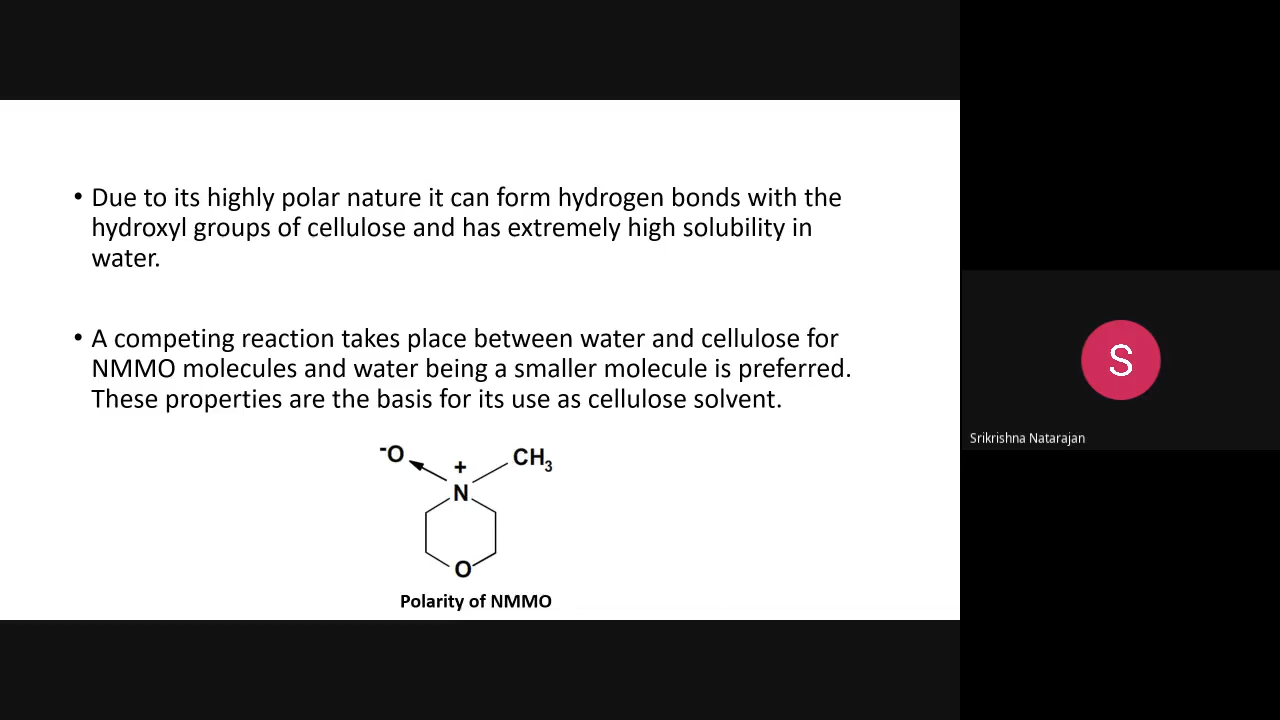 • Due to its highly polar nature it can form hydrogen bonds with the
hydroxyl groups of cellulose and has extremely high solubility in
water.
• A competing reaction takes place between water and cellulose for
NMMO molecules and water being a smaller molecule is preferred.
These properties are the basis for its use as cellulose solvent.
-O
CH3
+
N
O
Polarity of NMMO
S
Srikrishna Natarajan